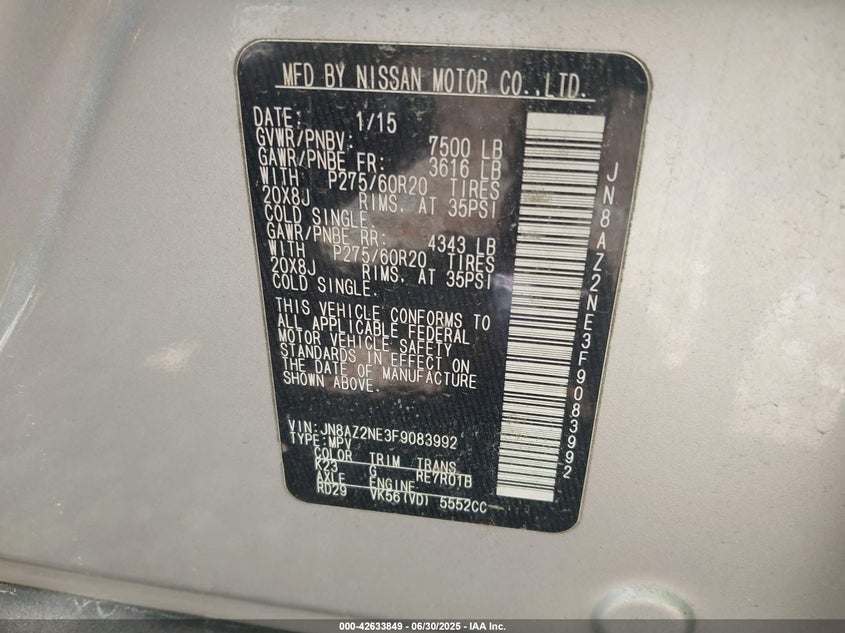 MFD BY NISSAN MOTOR CO.,LTD.
DATE: 1/15
GVWR/PNBV: 7500 LB
GAWR/PNBE FR: 3616 LB
WITH P275/60R20 TIRES
20X8J RIMS, AT 35PSI
COLD SINGLE.
GAWR/PNBE RR: 4343 LB
WITH P275/60R20 TIRES
20X8J RIMS, AT 35PSI
COLD SINGLE.
THIS VEHICLE CONFORMS TO
ALL APPLICABLE FEDERAL
MOTOR VEHICLE SAFETY
STANDARDS IN EFFECT ON
THE DATE OF MANUFACTURE
SHOWN ABOVE.
VIN:JN8AZ2NE3F9083992
TYPE:MPV
COLOR TRIM TRANS
K23 G RE7R01B
AXLE ENGINE
RD29 VK56(VD) 5552CC
JN8AZ2NE3F9083992
000-42633849 - 06/30/2025 - IAA Inc.